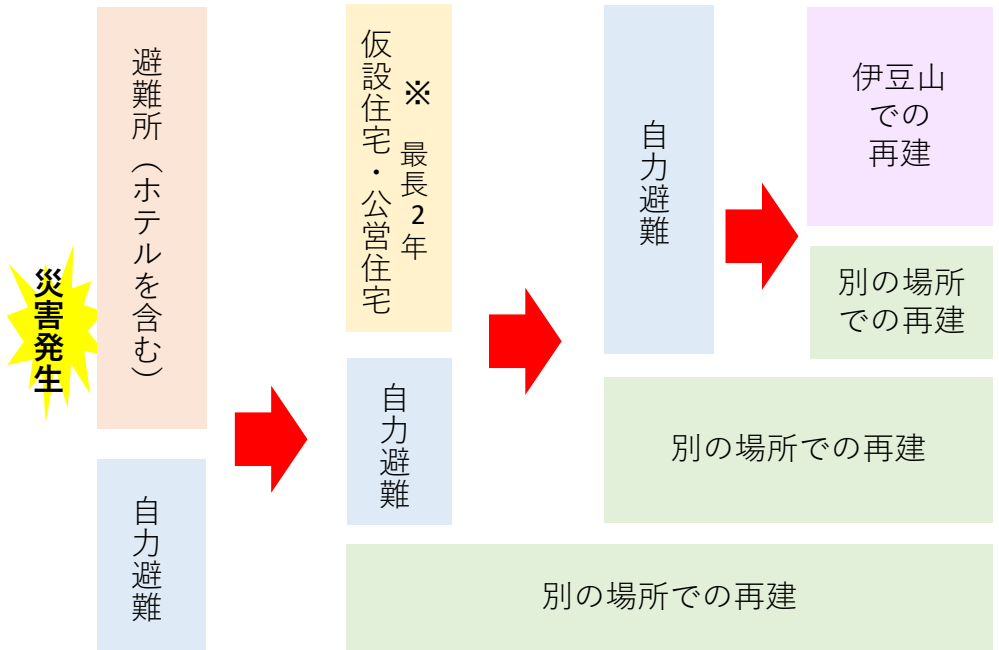 災害発生
避難所（ホテルを含む）
自力避難
仮設住宅・公営住宅
※ 最長2年
自力避難
自力避難
伊豆山
での
再建
別の場所
での再建
別の場所での再建
別の場所での再建